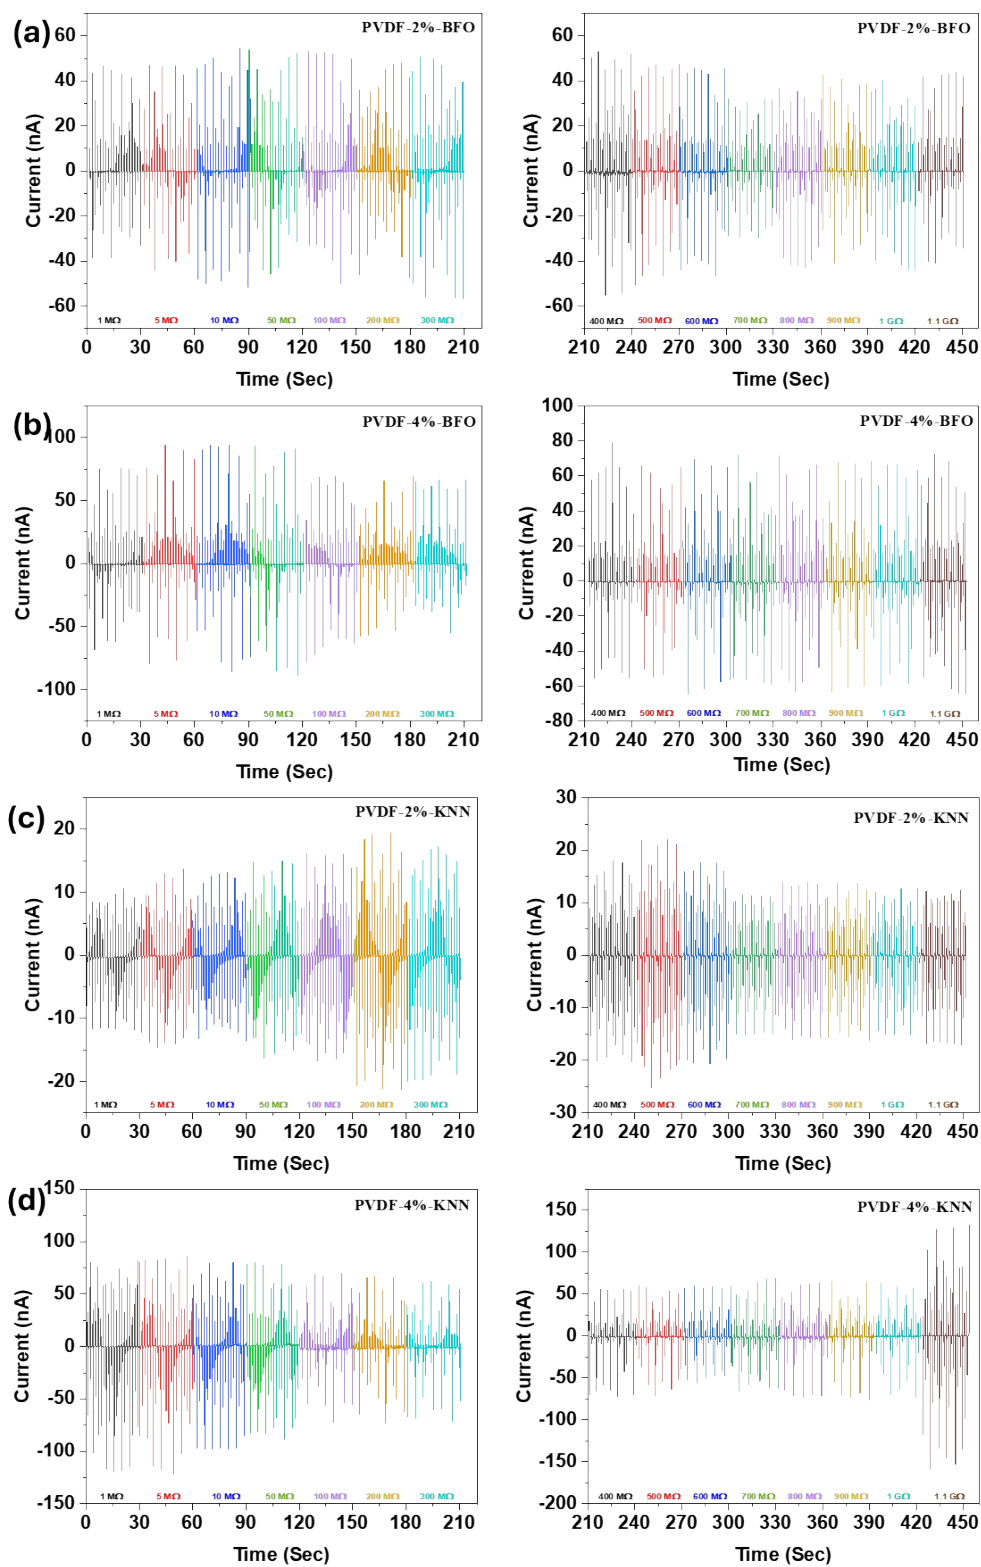 (a)
PVDF-2%-BFO
60
40
20
0
-20
-40
-60
Current (nA)
1 MΩ 5 MΩ 10 MΩ 50 MΩ 100 MΩ 200 MΩ 300 MΩ
0 30 60 90 120 150 180 210
Time (Sec)
PVDF-2%-BFO
60
40
20
0
-20
-40
-60
Current (nA)
400 MΩ 500 MΩ 600 MΩ 700 MΩ 800 MΩ 900 MΩ 1 GΩ 1.1 GΩ
210 240 270 300 330 360 390 420 450
Time (Sec)
(b)
PVDF-4%-BFO
100
50
0
-50
-100
Current (nA)
1 MΩ 5 MΩ 10 MΩ 50 MΩ 100 MΩ 200 MΩ 300 MΩ
0 30 60 90 120 150 180 210
Time (Sec)
PVDF-4%-BFO
100
80
60
40
20
0
-20
-40
-60
-80
Current (nA)
400 MΩ 500 MΩ 600 MΩ 700 MΩ 800 MΩ 900 MΩ 1 GΩ 1.1 GΩ
210 240 270 300 330 360 390 420 450
Time (Sec)
(c)
PVDF-2%-KNN
20
10
0
-10
-20
Current (nA)
1 MΩ 5 MΩ 10 MΩ 50 MΩ 100 MΩ 200 MΩ 300 MΩ
0 30 60 90 120 150 180 210
Time (Sec)
PVDF-2%-KNN
30
20
10
0
-10
-20
-30
Current (nA)
400 MΩ 500 MΩ 600 MΩ 700 MΩ 800 MΩ 900 MΩ 1 GΩ 1.1 GΩ
210 240 270 300 330 360 390 420 450
Time (Sec)
(d)
PVDF-4%-KNN
150
100
50
0
-50
-100
-150
Current (nA)
1 MΩ 5 MΩ 10 MΩ 50 MΩ 100 MΩ 200 MΩ 300 MΩ
0 30 60 90 120 150 180 210
Time (Sec)
PVDF-4%-KNN
150
100
50
0
-50
-100
-150
-200
Current (nA)
400 MΩ 500 MΩ 600 MΩ 700 MΩ 800 MΩ 900 MΩ 1 GΩ 1.1 GΩ
210 240 270 300 330 360 390 420 450
Time (Sec)